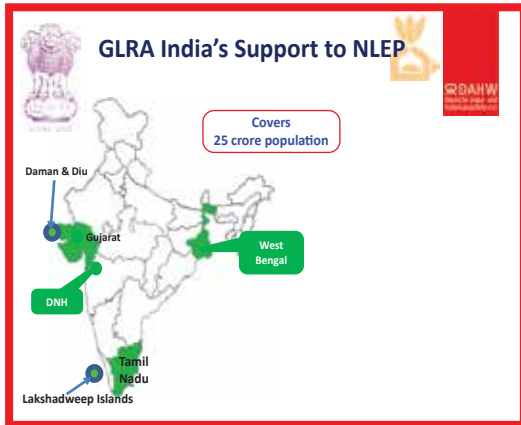 GLRA India's Support to NLEP
DAHW
Covers
25 crore population
Daman & Diu
Gujarat
West
Bengal
DNH
Tamil
Nadu
Lakshadweep Islands